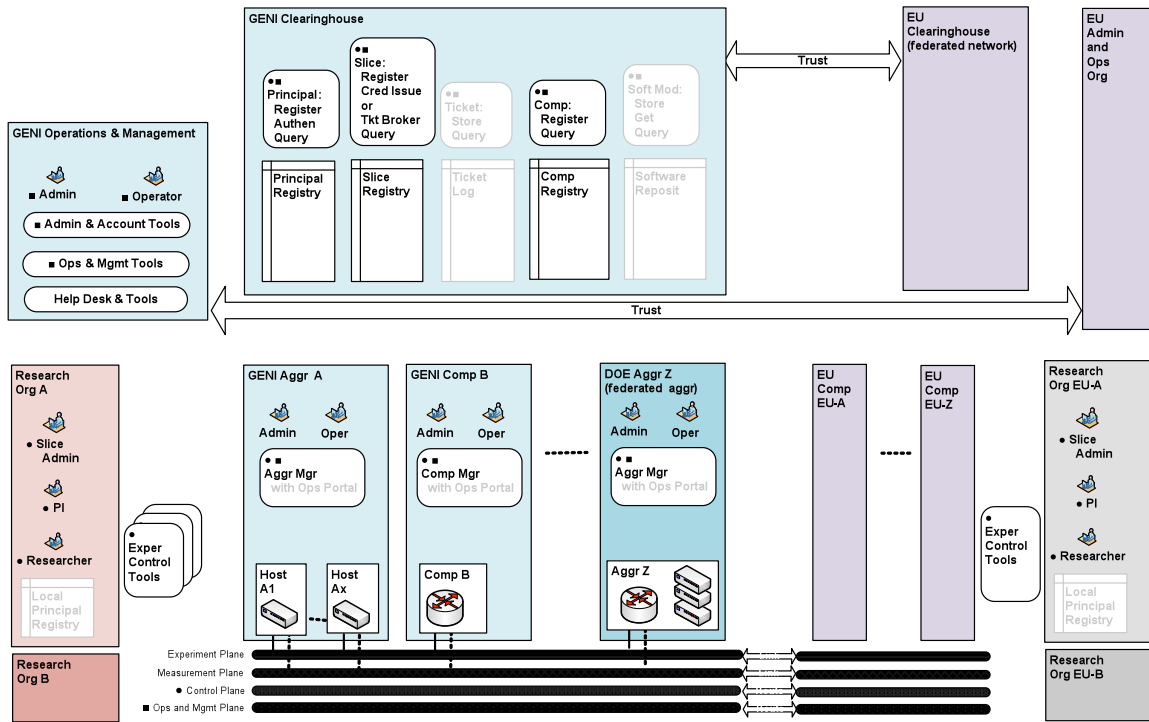 GENI Clearinghouse
EU
Clearinghouse
(federated network)
EU
Admin
and
Ops
Org
Trust
Principal:
Register
Authen
Query
Slice:
Register
Cred Issue
or
Tkt Broker
Query
Ticket:
Store
Query
Comp:
Register
Query
Soft Mod:
Store
Get
Query
Principal
Registry
Slice
Registry
Ticket
Log
Comp
Registry
Software
Reposit
GENI Operations & Management
Admin
Operator
Admin & Account Tools
Ops & Mgmt Tools
Help Desk & Tools
Trust
Research
Org A
Slice
Admin
PI
Researcher
Local
Principal
Registry
Research
Org B
Exper
Control
Tools
GENI Aggr A
Admin
Oper
Aggr Mgr
with Ops Portal
Host
A1
Host
Ax
GENI Comp B
Admin
Oper
Comp Mgr
with Ops Portal
Comp B
DOE Aggr Z
(federated aggr)
Admin
Oper
Aggr Mgr
with Ops Portal
Aggr Z
EU
Comp
EU-A
EU
Comp
EU-Z
Exper
Control
Tools
Research
Org EU-A
Slice
Admin
PI
Researcher
Local
Principal
Registry
Research
Org EU-B
Experiment Plane
Measurement Plane
Control Plane
Ops and Mgmt Plane